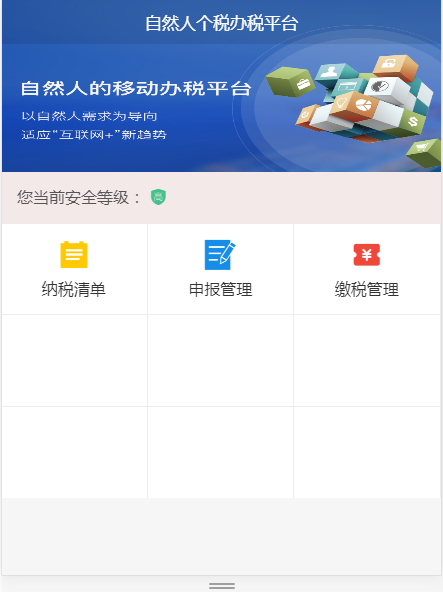 自然人个税办税平台
自然人的移动办税平台
以自然人需求为导向
适应“互联网+”新趋势
您当前安全等级： 高
纳税清单 申报管理 缴税管理